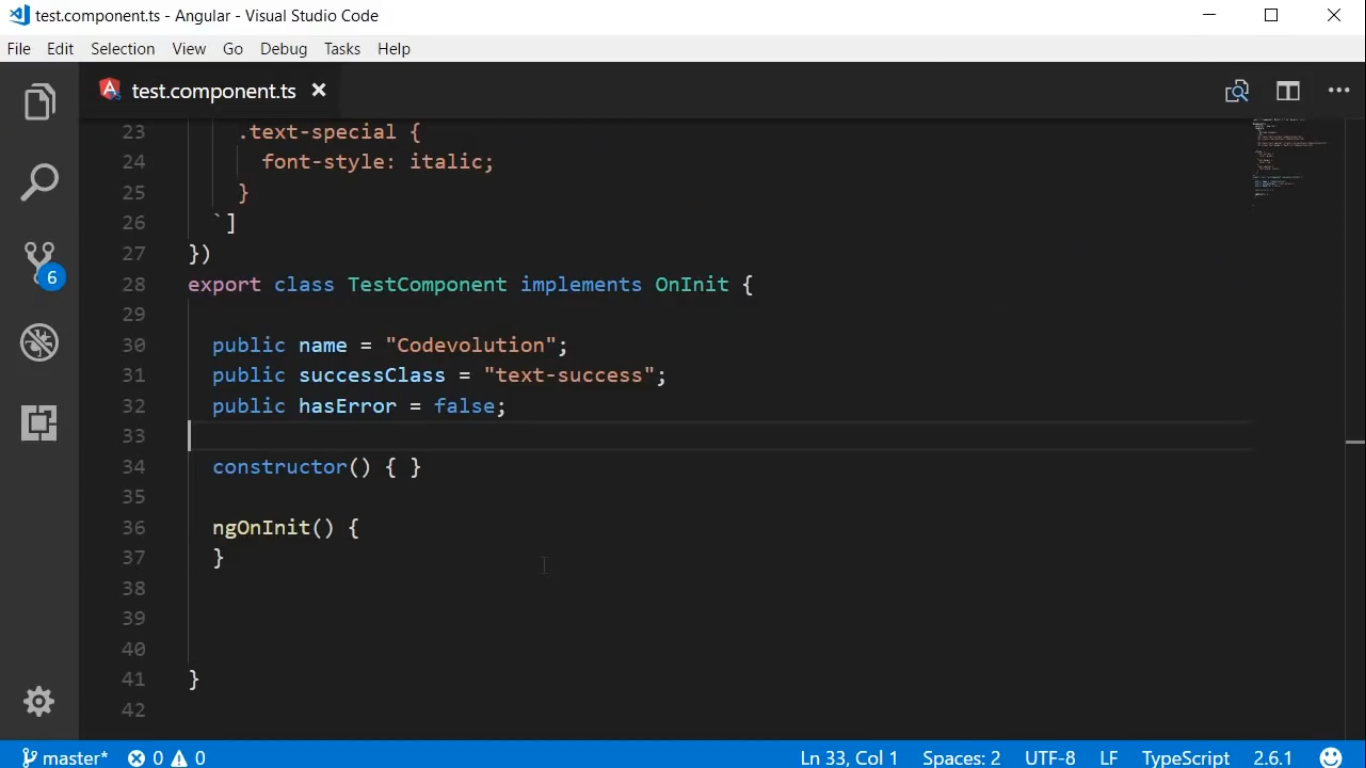 test.component.ts - Angular - Visual Studio Code
File Edit Selection View Go Debug Tasks Help
test.component.ts
23 .text-special {
24 font-style: italic;
25 }
26 `]
27 })
28 export class TestComponent implements OnInit {
29
30 public name = "Codevolution";
31 public successClass = "text-success";
32 public hasError = false;
33
34 constructor() { }
35
36 ngOnInit() {
37 }
38
39
40
41 }
42
6
master* 0 0 Ln 33, Col 1 Spaces: 2 UTF-8 LF TypeScript 2.6.1